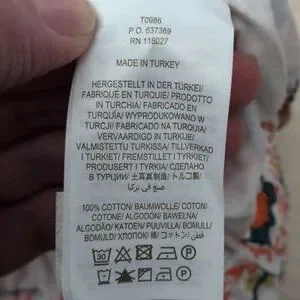 T0986
P.O. 637369
RN 118027
MADE IN TURKEY
HERGESTELLT IN DER TÜRKEI/
FABRIQUÉ EN TURQUIE/PRODOTTO
IN TURCHIA/ FABRICADO EN
TURQUÍA/ WYPRODUKOWANO W
TURCJI/ FABRICADO EN TURQUIA/
VERVAARDIGD IN TURKIJE/
VALMISTETTU TURKISSA/ TILLVERKAD
I TURKIET/ FREMSTILLET I TYRKIET/
PRODUSERT I TYRKIA/ СДЕЛАНО
В ТУРЦИИ/ 土耳其制造/ トルコ製/
صنع في تركيا
100% COTTON/ BAUMWOLLE/ COTON/
COTONE/ ALGODÓN/ BAWEŁNA/
ALGODÃO/ KATOEN/ PUUVILLA/ BOMULL/
BOMULD/ ХЛОПОК/ 棉/ コットン/ قطن
30